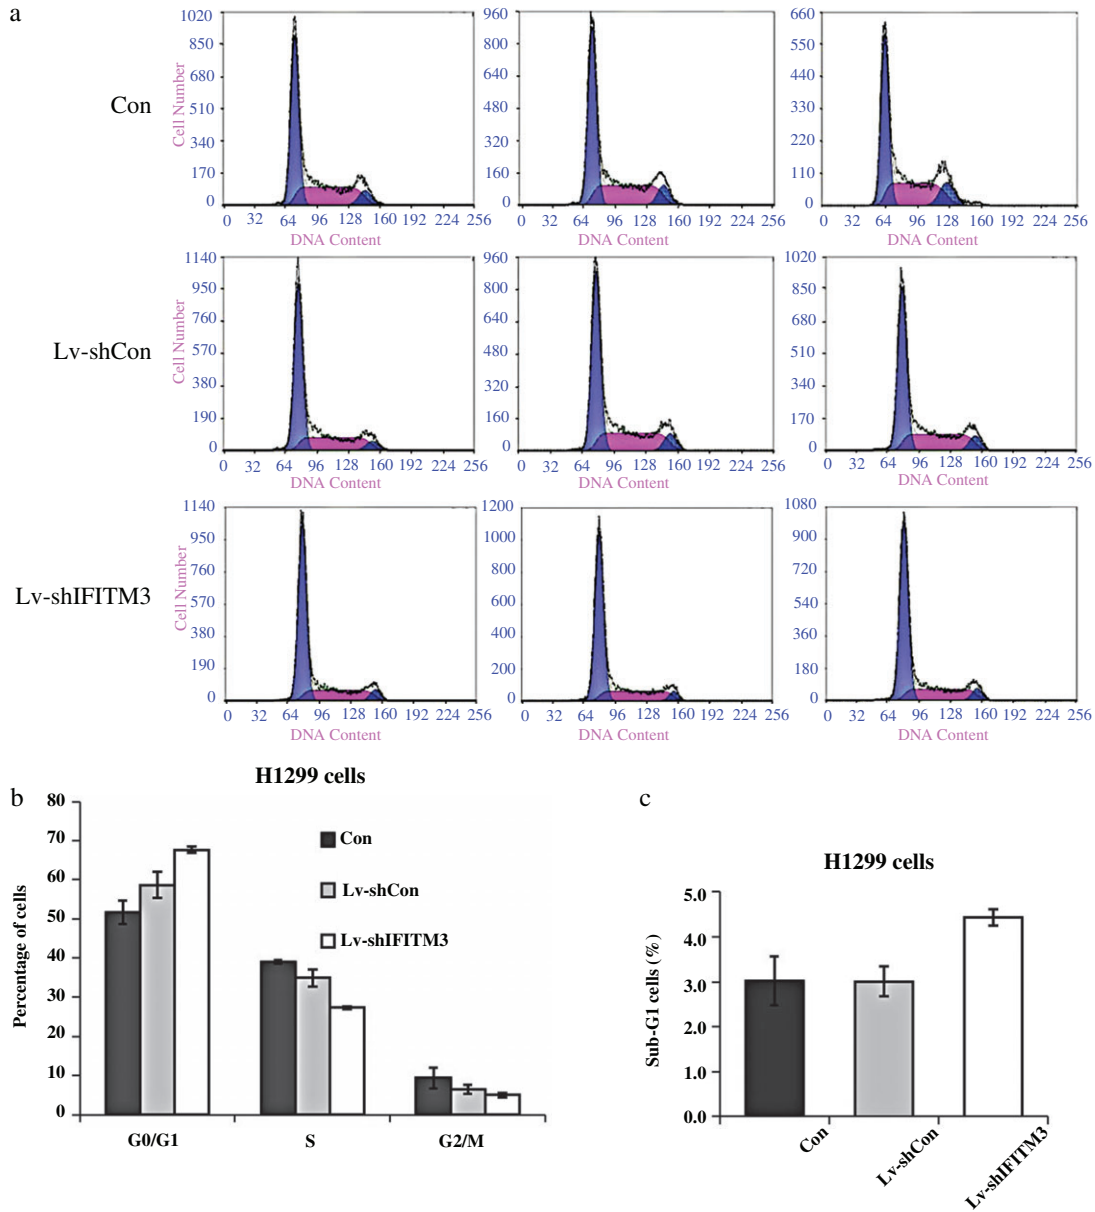 a
Con
Cell Number
1020
850
680
510
340
170
0
0 32 64 96 128 160 192 224 256
DNA Content
960
800
640
480
320
160
0
0 32 64 96 128 160 192 224 256
DNA Content
660
550
440
330
220
110
0
0 32 64 96 128 160 192 224 256
DNA Content
Lv-shCon
Cell Number
1140
950
760
570
380
190
0
0 32 64 96 128 160 192 224 256
DNA Content
960
800
640
480
320
160
0
0 32 64 96 128 160 192 224 256
DNA Content
1020
850
680
510
340
170
0
0 32 64 96 128 160 192 224 256
DNA Content
Lv-shIFITM3
Cell Number
1140
950
760
570
380
190
0
0 32 64 96 128 160 192 224 256
DNA Content
1200
1000
800
600
400
200
0
0 32 64 96 128 160 192 224 256
DNA Content
1080
900
720
540
360
180
0
0 32 64 96 128 160 192 224 256
DNA Content
b
H1299 cells
Percentage of cells
80
70
60
50
40
30
20
10
0
Con
Lv-shCon
Lv-shIFITM3
G0/G1 S G2/M
c
H1299 cells
Sub-G1 cells (%)
5.0
4.0
3.0
2.0
1.0
0.0
Con
Lv-shCon
Lv-shIFITM3